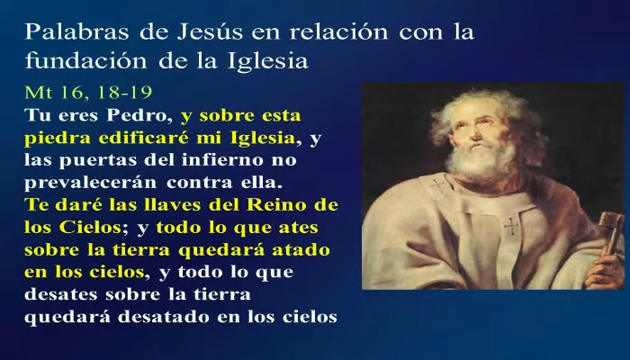 Palabras de Jesús en relación con la
fundación de la Iglesia
Mt 16, 18-19
Tu eres Pedro, y sobre esta
piedra edificaré mi Iglesia, y
las puertas del infierno no
prevalecerán contra ella.
Te daré las llaves del Reino de
los Cielos; y todo lo que ates
sobre la tierra quedará atado
en los cielos, y todo lo que
desates sobre la tierra
quedará desatado en los cielos